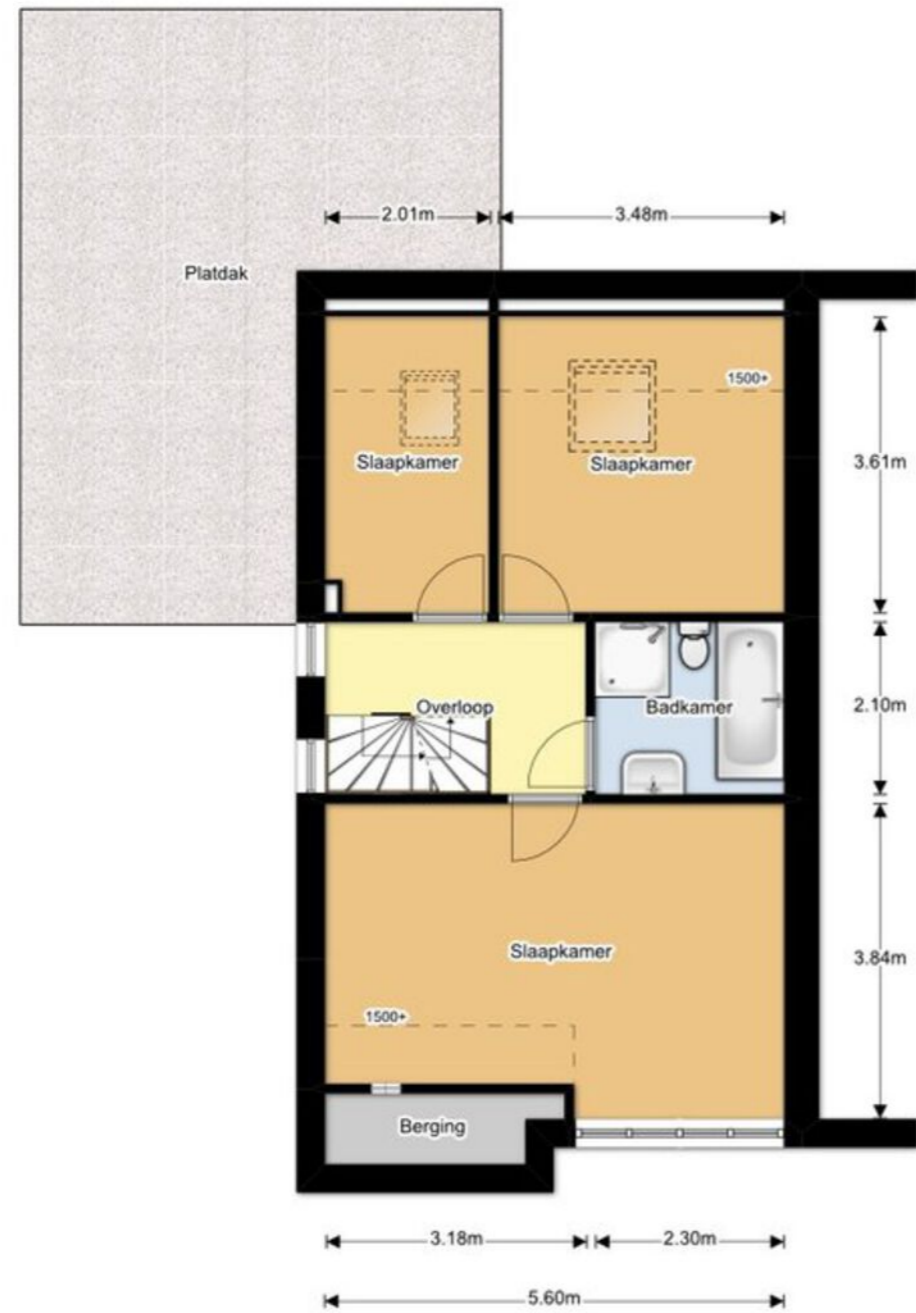 2.01m
3.48m
Platdak
1500+
Slaapkamer
Slaapkamer
3.61m
Overloop
Badkamer
2.10m
Slaapkamer
3.84m
1500+
Berging
3.18m
2.30m
5.60m